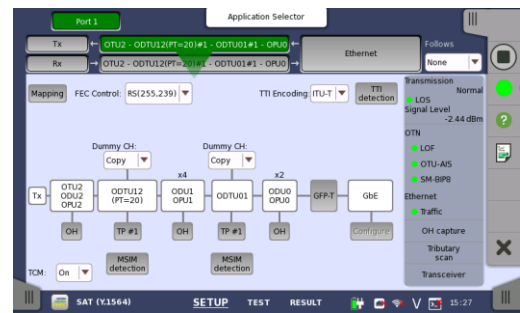 Port 1
Application Selector
Tx
OTU2 - ODTU12(PT=20)#1 - ODTU01#1 - OPU0
Ethernet
Follows
Rx
OTU2 - ODTU12(PT=20)#1 - ODTU01#1 - OPU0
None
Mapping
FEC Control:
RS(255,239)
TTI Encoding:
ITU-T
TTI
detection
Transmission
Normal
LOS
Signal Level
-2.44 dBm
OTN
LOF
OTU-AIS
SM-BIP8
Ethernet
Traffic
OH capture
Tributary
scan
Transceiver
Dummy CH:
Copy
Dummy CH:
Copy
x4
x2
Tx
OTU2
ODU2
OPU2
ODTU12
(PT=20)
ODU1
OPU1
ODTU01
ODU0
OPU0
GFP-T
GbE
OH
TP #1
OH
TP #1
OH
Configure
MSIM
detection
MSIM
detection
TCM:
On
SAT (Y.1564)
SETUP
TEST
RESULT
15:27